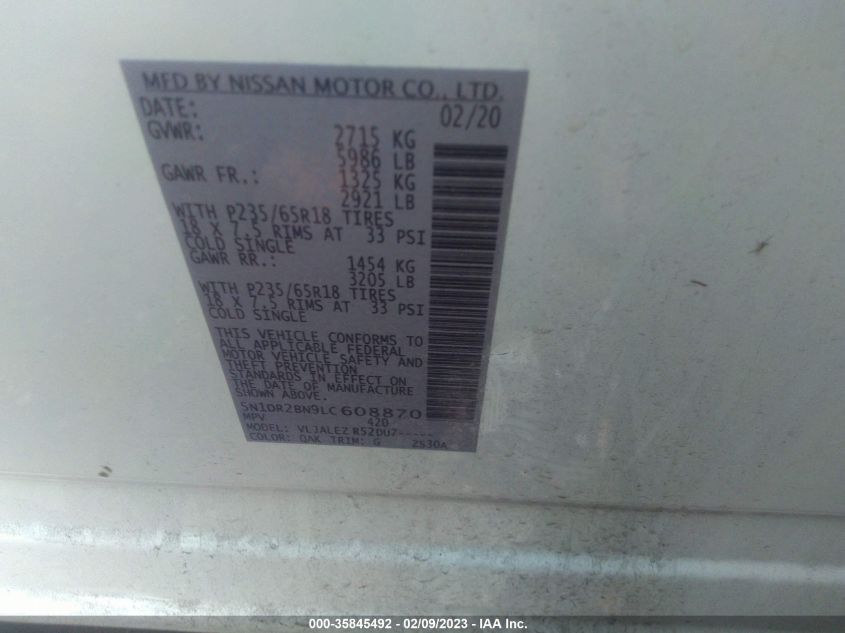 MFD BY NISSAN MOTOR CO., LTD.
DATE: 02/20
GVWR: 2715 KG
5986 LB
GAWR FR.: 1325 KG
2921 LB
WITH P235/65R18 TIRES
18 X 7.5 RIMS AT 33 PSI
COLD SINGLE
GAWR RR.: 1454 KG
3205 LB
WITH P235/65R18 TIRES
18 X 7.5 RIMS AT 33 PSI
COLD SINGLE
THIS VEHICLE CONFORMS TO
ALL APPLICABLE FEDERAL
MOTOR VEHICLE SAFETY AND
THEFT PREVENTION
STANDARDS IN EFFECT ON
THE DATE OF MANUFACTURE
SHOWN ABOVE.
5N1DR2BN9LC608870
MPV 420
MODEL: VLJALEZ R52DUZ-----
COLOR: QAK TRIM: G 2S30A
000-35845492 - 02/09/2023 - IAA Inc.